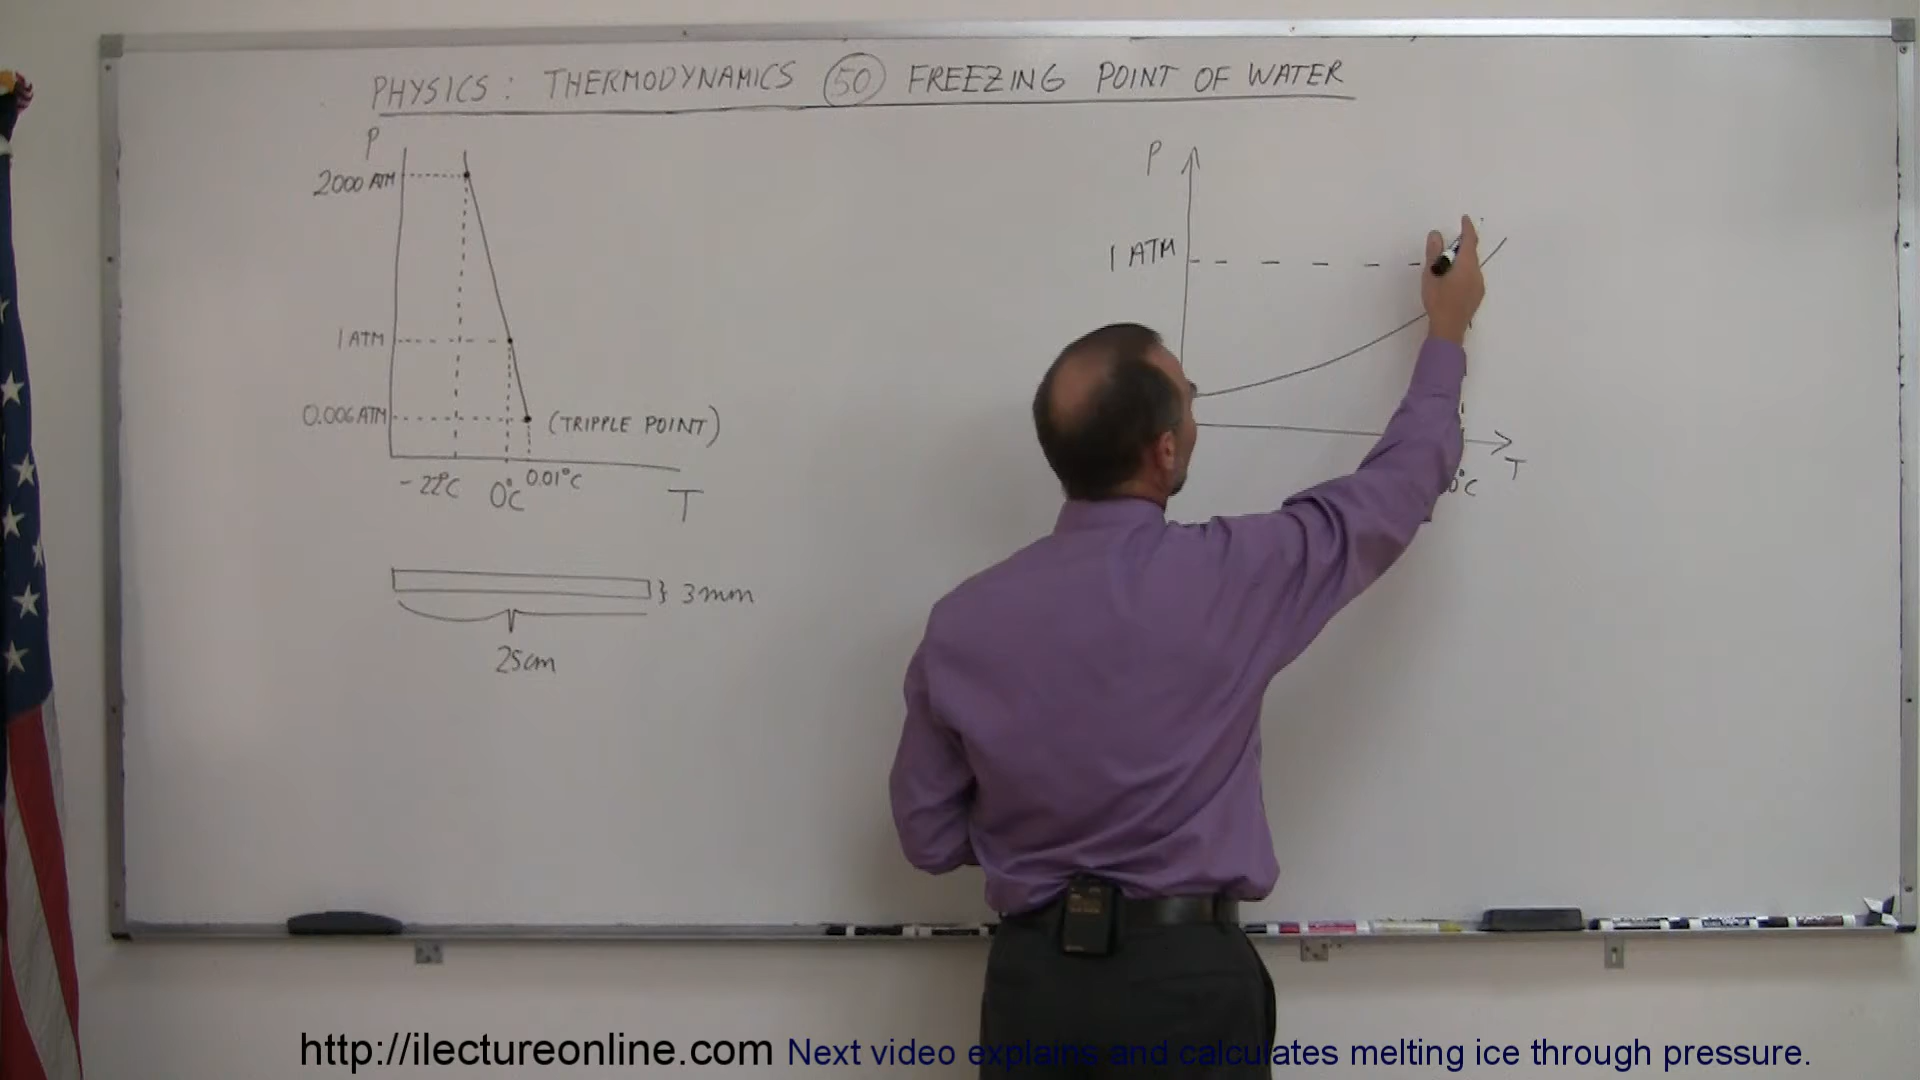 PHYSICS: THERMODYNAMICS 50 FREEZING POINT OF WATER
P
2000 ATM
1 ATM
0.006 ATM
(TRIPPLE POINT)
-22°C
0°C
0.01°C
T
3mm
25cm
P
1 ATM
T
http://ilectureonline.com Next video explains and calculates melting ice through pressure.